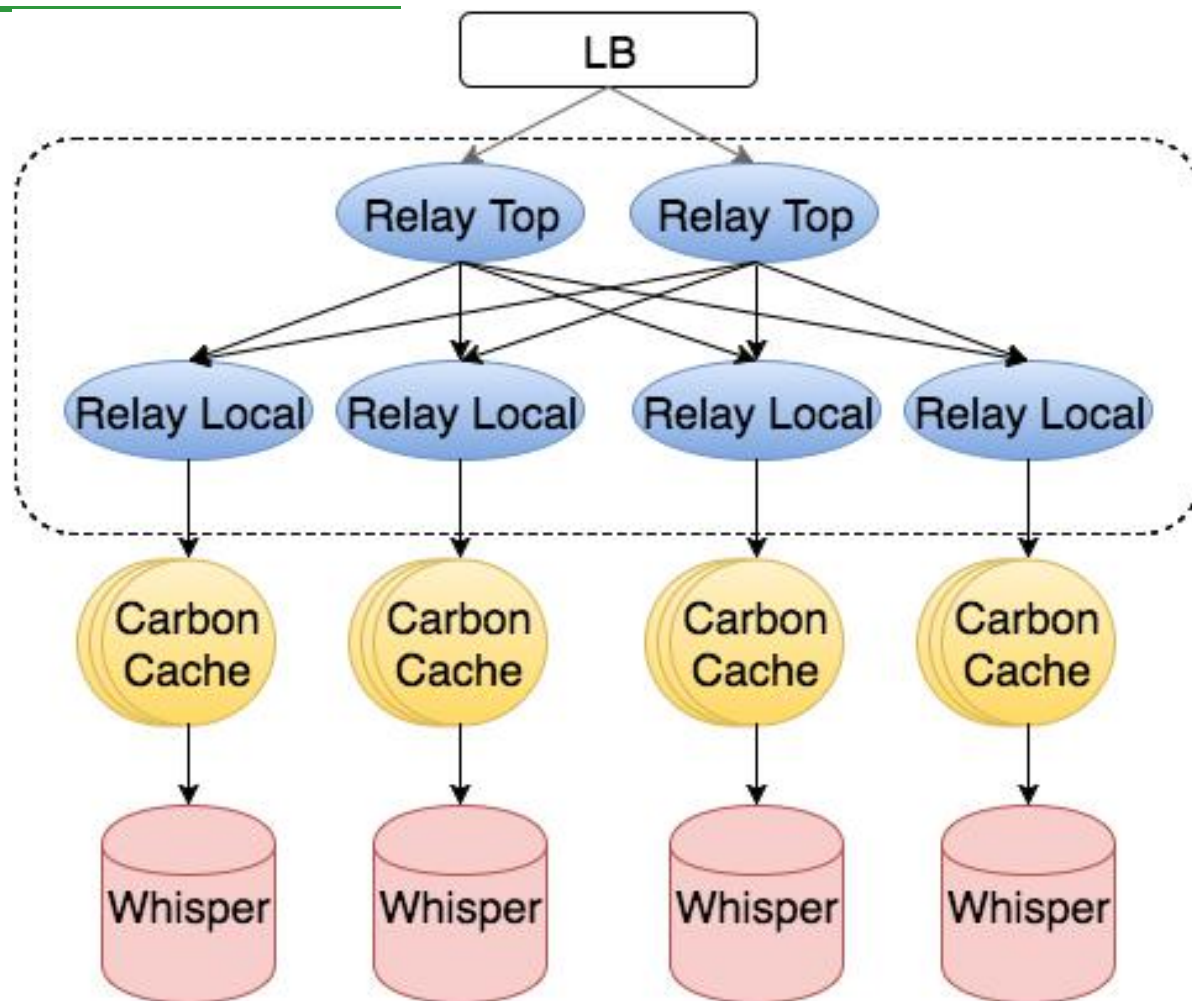 LB
Relay Top
Relay Top
Relay Local
Relay Local
Relay Local
Relay Local
Carbon
Cache
Carbon
Cache
Carbon
Cache
Carbon
Cache
Whisper
Whisper
Whisper
Whisper